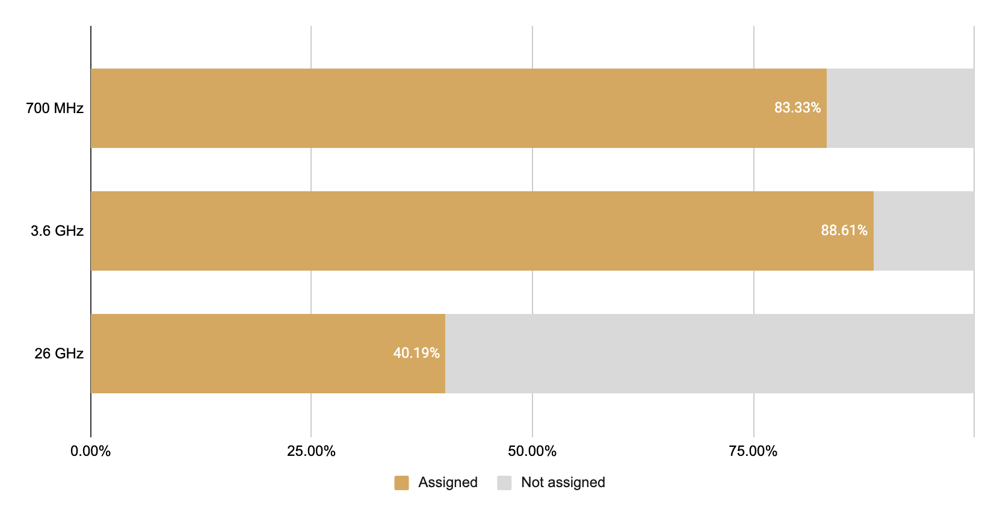 700 MHz
83.33%
3.6 GHz
88.61%
26 GHz
40.19%
0.00% 25.00% 50.00% 75.00%
Assigned Not assigned